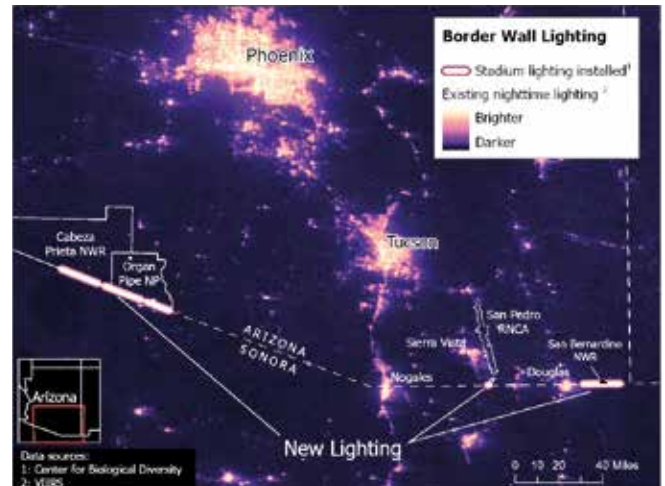 Border Wall Lighting
Stadium lighting installed¹
Existing nighttime lighting ²
Brighter
Darker
Phoenix
Tucson
Cabeza
Prieta NWR
Organ
Pipe NP
ARIZONA
SONORA
San Pedro
RNCA
Sierra Vista
San Bernardino
NWR
Nogales
Douglas
Arizona
New Lighting
Data sources:
1: Center for Biological Diversity
2: VIIRS
0 10 20 40 Miles